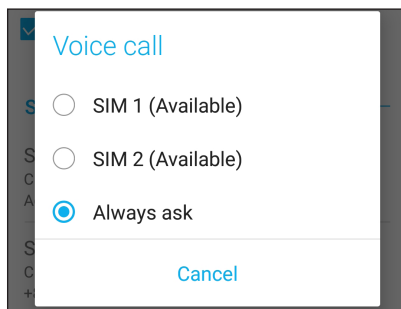 Voice call
SIM 1 (Available)
SIM 2 (Available)
Always ask
Cancel